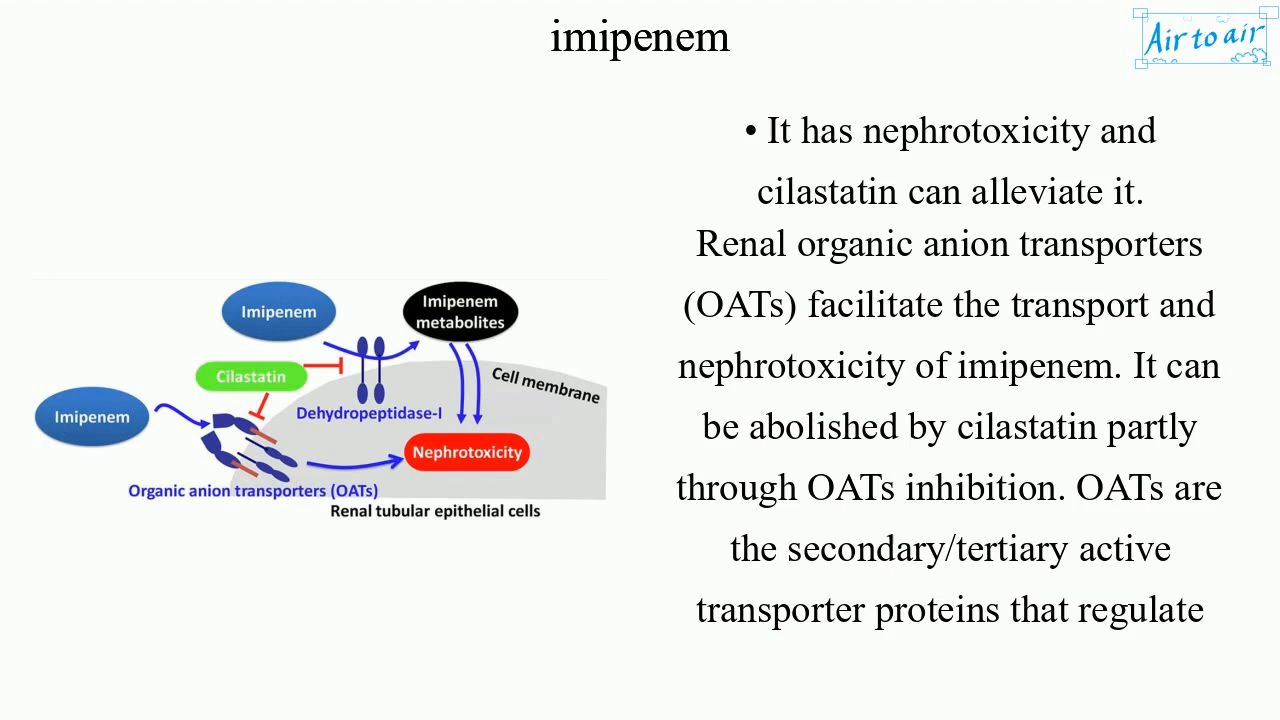 imipenem
Air to air
• It has nephrotoxicity and
cilastatin can alleviate it.
Renal organic anion transporters
(OATs) facilitate the transport and
nephrotoxicity of imipenem. It can
be abolished by cilastatin partly
through OATs inhibition. OATs are
the secondary/tertiary active
transporter proteins that regulate
Imipenem
Imipenem
metabolites
Cilastatin
Cell membrane
Imipenem
Dehydropeptidase-I
Nephrotoxicity
Organic anion transporters (OATs)
Renal tubular epithelial cells